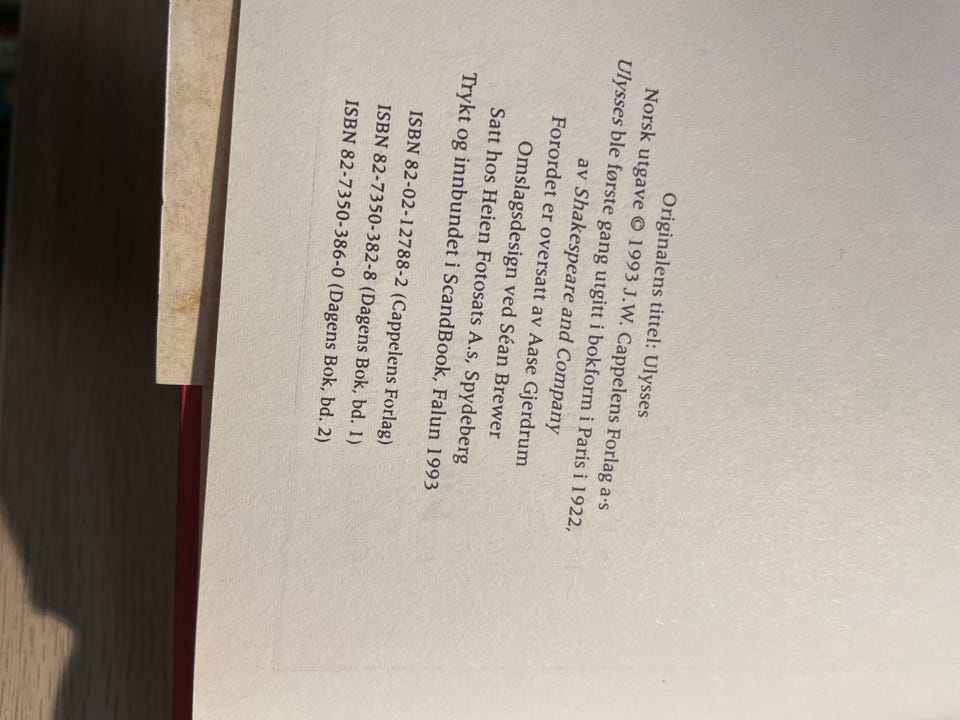 Originalens tittel: Ulysses
Norsk utgave © 1993 J.W. Cappelens Forlag a·s
Ulysses ble første gang utgitt i bokform i Paris i 1922,
av Shakespeare and Company
Forordet er oversatt av Aase Gjerdrum
Omslagsdesign ved Séan Brewer
Satt hos Heien Fotosats A.s, Spydeberg
Trykt og innbundet i ScandBook, Falun 1993
ISBN 82-02-12788-2 (Cappelens Forlag)
ISBN 82-7350-382-8 (Dagens Bok, bd. 1)
ISBN 82-7350-386-0 (Dagens Bok, bd. 2)